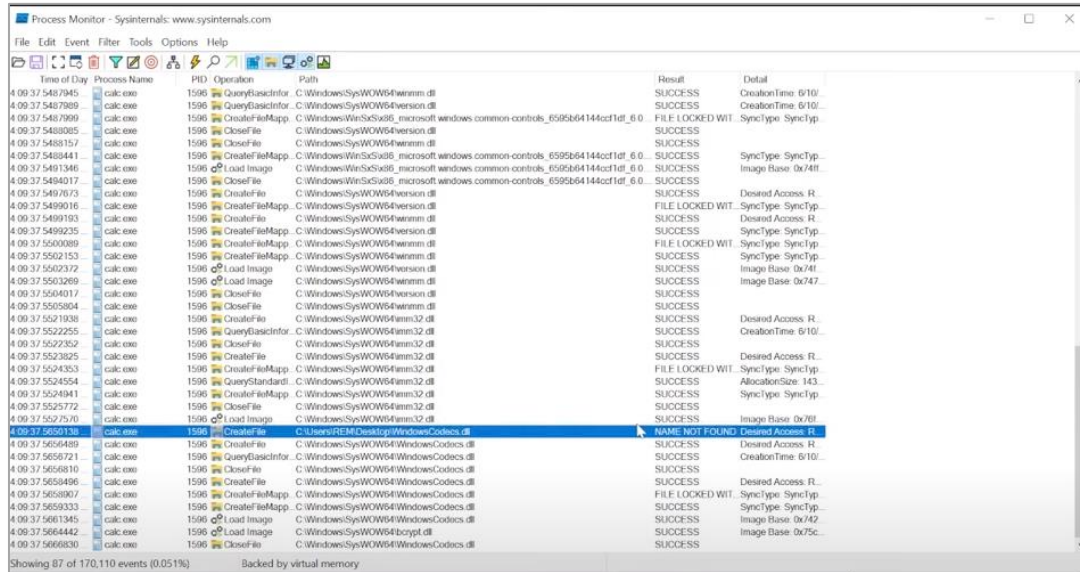 Process Monitor - Sysinternals: www.sysinternals.com
File Edit Event Filter Tools Options Help
Time of Day Process Name PID Operation Path Result Detail
4 09:37.5487945... calc.exe 1596 QueryBasicInfor... C:\Windows\SysWOW64\winmm.dll SUCCESS CreationTime: 6/10/...
4 09:37.5487989... calc.exe 1596 QueryBasicInfor... C:\Windows\SysWOW64\version.dll SUCCESS CreationTime: 6/10/...
4 09:37.5487999... calc.exe 1596 CreateFileMapp... C:\Windows\WinSxS\x86_microsoft.windows.common-controls_6595b64144ccf1df_6.0... FILE LOCKED WIT... SyncType: SyncTyp...
4 09:37.5488085... calc.exe 1596 CloseFile C:\Windows\SysWOW64\version.dll SUCCESS
4 09:37.5488157... calc.exe 1596 CloseFile C:\Windows\SysWOW64\winmm.dll SUCCESS
4 09:37.5488441... calc.exe 1596 CreateFileMapp... C:\Windows\WinSxS\x86_microsoft.windows.common-controls_6595b64144ccf1df_6.0... SUCCESS SyncType: SyncTyp...
4 09:37.5491346... calc.exe 1596 Load Image C:\Windows\WinSxS\x86_microsoft.windows.common-controls_6595b64144ccf1df_6.0... SUCCESS Image Base: 0x74ff...
4 09:37.5494017... calc.exe 1596 CloseFile C:\Windows\WinSxS\x86_microsoft.windows.common-controls_6595b64144ccf1df_6.0... SUCCESS
4 09:37.5497673... calc.exe 1596 CreateFile C:\Windows\SysWOW64\version.dll SUCCESS Desired Access: R...
4 09:37.5499016... calc.exe 1596 CreateFileMapp... C:\Windows\SysWOW64\version.dll FILE LOCKED WIT... SyncType: SyncTyp...
4 09:37.5499193... calc.exe 1596 CreateFile C:\Windows\SysWOW64\winmm.dll SUCCESS Desired Access: R...
4 09:37.5499235... calc.exe 1596 CreateFileMapp... C:\Windows\SysWOW64\version.dll SUCCESS SyncType: SyncTyp...
4 09:37.5500089... calc.exe 1596 CreateFileMapp... C:\Windows\SysWOW64\winmm.dll FILE LOCKED WIT... SyncType: SyncTyp...
4 09:37.5502153... calc.exe 1596 CreateFileMapp... C:\Windows\SysWOW64\winmm.dll SUCCESS SyncType: SyncTyp...
4 09:37.5502372... calc.exe 1596 Load Image C:\Windows\SysWOW64\version.dll SUCCESS Image Base: 0x74f...
4 09:37.5503269... calc.exe 1596 Load Image C:\Windows\SysWOW64\winmm.dll SUCCESS Image Base: 0x747...
4 09:37.5504017... calc.exe 1596 CloseFile C:\Windows\SysWOW64\version.dll SUCCESS
4 09:37.5505804... calc.exe 1596 CloseFile C:\Windows\SysWOW64\winmm.dll SUCCESS
4 09:37.5521938... calc.exe 1596 CreateFile C:\Windows\SysWOW64\imm32.dll SUCCESS Desired Access: R...
4 09:37.5522255... calc.exe 1596 QueryBasicInfor... C:\Windows\SysWOW64\imm32.dll SUCCESS CreationTime: 6/10/...
4 09:37.5522352... calc.exe 1596 CloseFile C:\Windows\SysWOW64\imm32.dll SUCCESS
4 09:37.5523825... calc.exe 1596 CreateFile C:\Windows\SysWOW64\imm32.dll SUCCESS Desired Access: R...
4 09:37.5524353... calc.exe 1596 CreateFileMapp... C:\Windows\SysWOW64\imm32.dll FILE LOCKED WIT... SyncType: SyncTyp...
4 09:37.5524554... calc.exe 1596 QueryStandardI... C:\Windows\SysWOW64\imm32.dll SUCCESS AllocationSize: 143...
4 09:37.5524941... calc.exe 1596 CreateFileMapp... C:\Windows\SysWOW64\imm32.dll SUCCESS SyncType: SyncTyp...
4 09:37.5525772... calc.exe 1596 CloseFile C:\Windows\SysWOW64\imm32.dll SUCCESS
4 09:37.5527570... calc.exe 1596 Load Image C:\Windows\SysWOW64\imm32.dll SUCCESS Image Base: 0x76f...
4 09:37.5650138... calc.exe 1596 CreateFile C:\Users\REM\Desktop\WindowsCodecs.dll NAME NOT FOUND Desired Access: R...
4 09:37.5656489... calc.exe 1596 CreateFile C:\Windows\SysWOW64\WindowsCodecs.dll SUCCESS Desired Access: R...
4 09:37.5656721... calc.exe 1596 QueryBasicInfor... C:\Windows\SysWOW64\WindowsCodecs.dll SUCCESS CreationTime: 6/10/...
4 09:37.5656810... calc.exe 1596 CloseFile C:\Windows\SysWOW64\WindowsCodecs.dll SUCCESS
4 09:37.5658496... calc.exe 1596 CreateFile C:\Windows\SysWOW64\WindowsCodecs.dll SUCCESS Desired Access: R...
4 09:37.5658907... calc.exe 1596 CreateFileMapp... C:\Windows\SysWOW64\WindowsCodecs.dll FILE LOCKED WIT... SyncType: SyncTyp...
4 09:37.5659333... calc.exe 1596 CreateFileMapp... C:\Windows\SysWOW64\WindowsCodecs.dll SUCCESS SyncType: SyncTyp...
4 09:37.5661345... calc.exe 1596 Load Image C:\Windows\SysWOW64\WindowsCodecs.dll SUCCESS Image Base: 0x742...
4 09:37.5664442... calc.exe 1596 Load Image C:\Windows\SysWOW64\bcrypt.dll SUCCESS Image Base: 0x75c...
4 09:37.5666830... calc.exe 1596 CloseFile C:\Windows\SysWOW64\WindowsCodecs.dll SUCCESS
Showing 87 of 170,110 events (0.051%) Backed by virtual memory